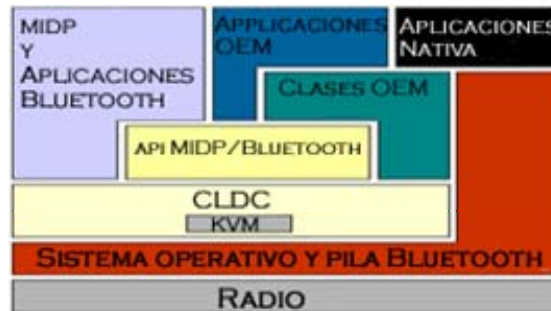 MIDP
Y
APLICACIONES
BLUETOOTH
APPLICACIONES
OEM
APLICACIONES
NATIVA
CLASES OEM
API MIDP/BLUETOOTH
CLDC
KVM
SISTEMA OPERATIVO Y PILA BLUETOOTH
RADIO